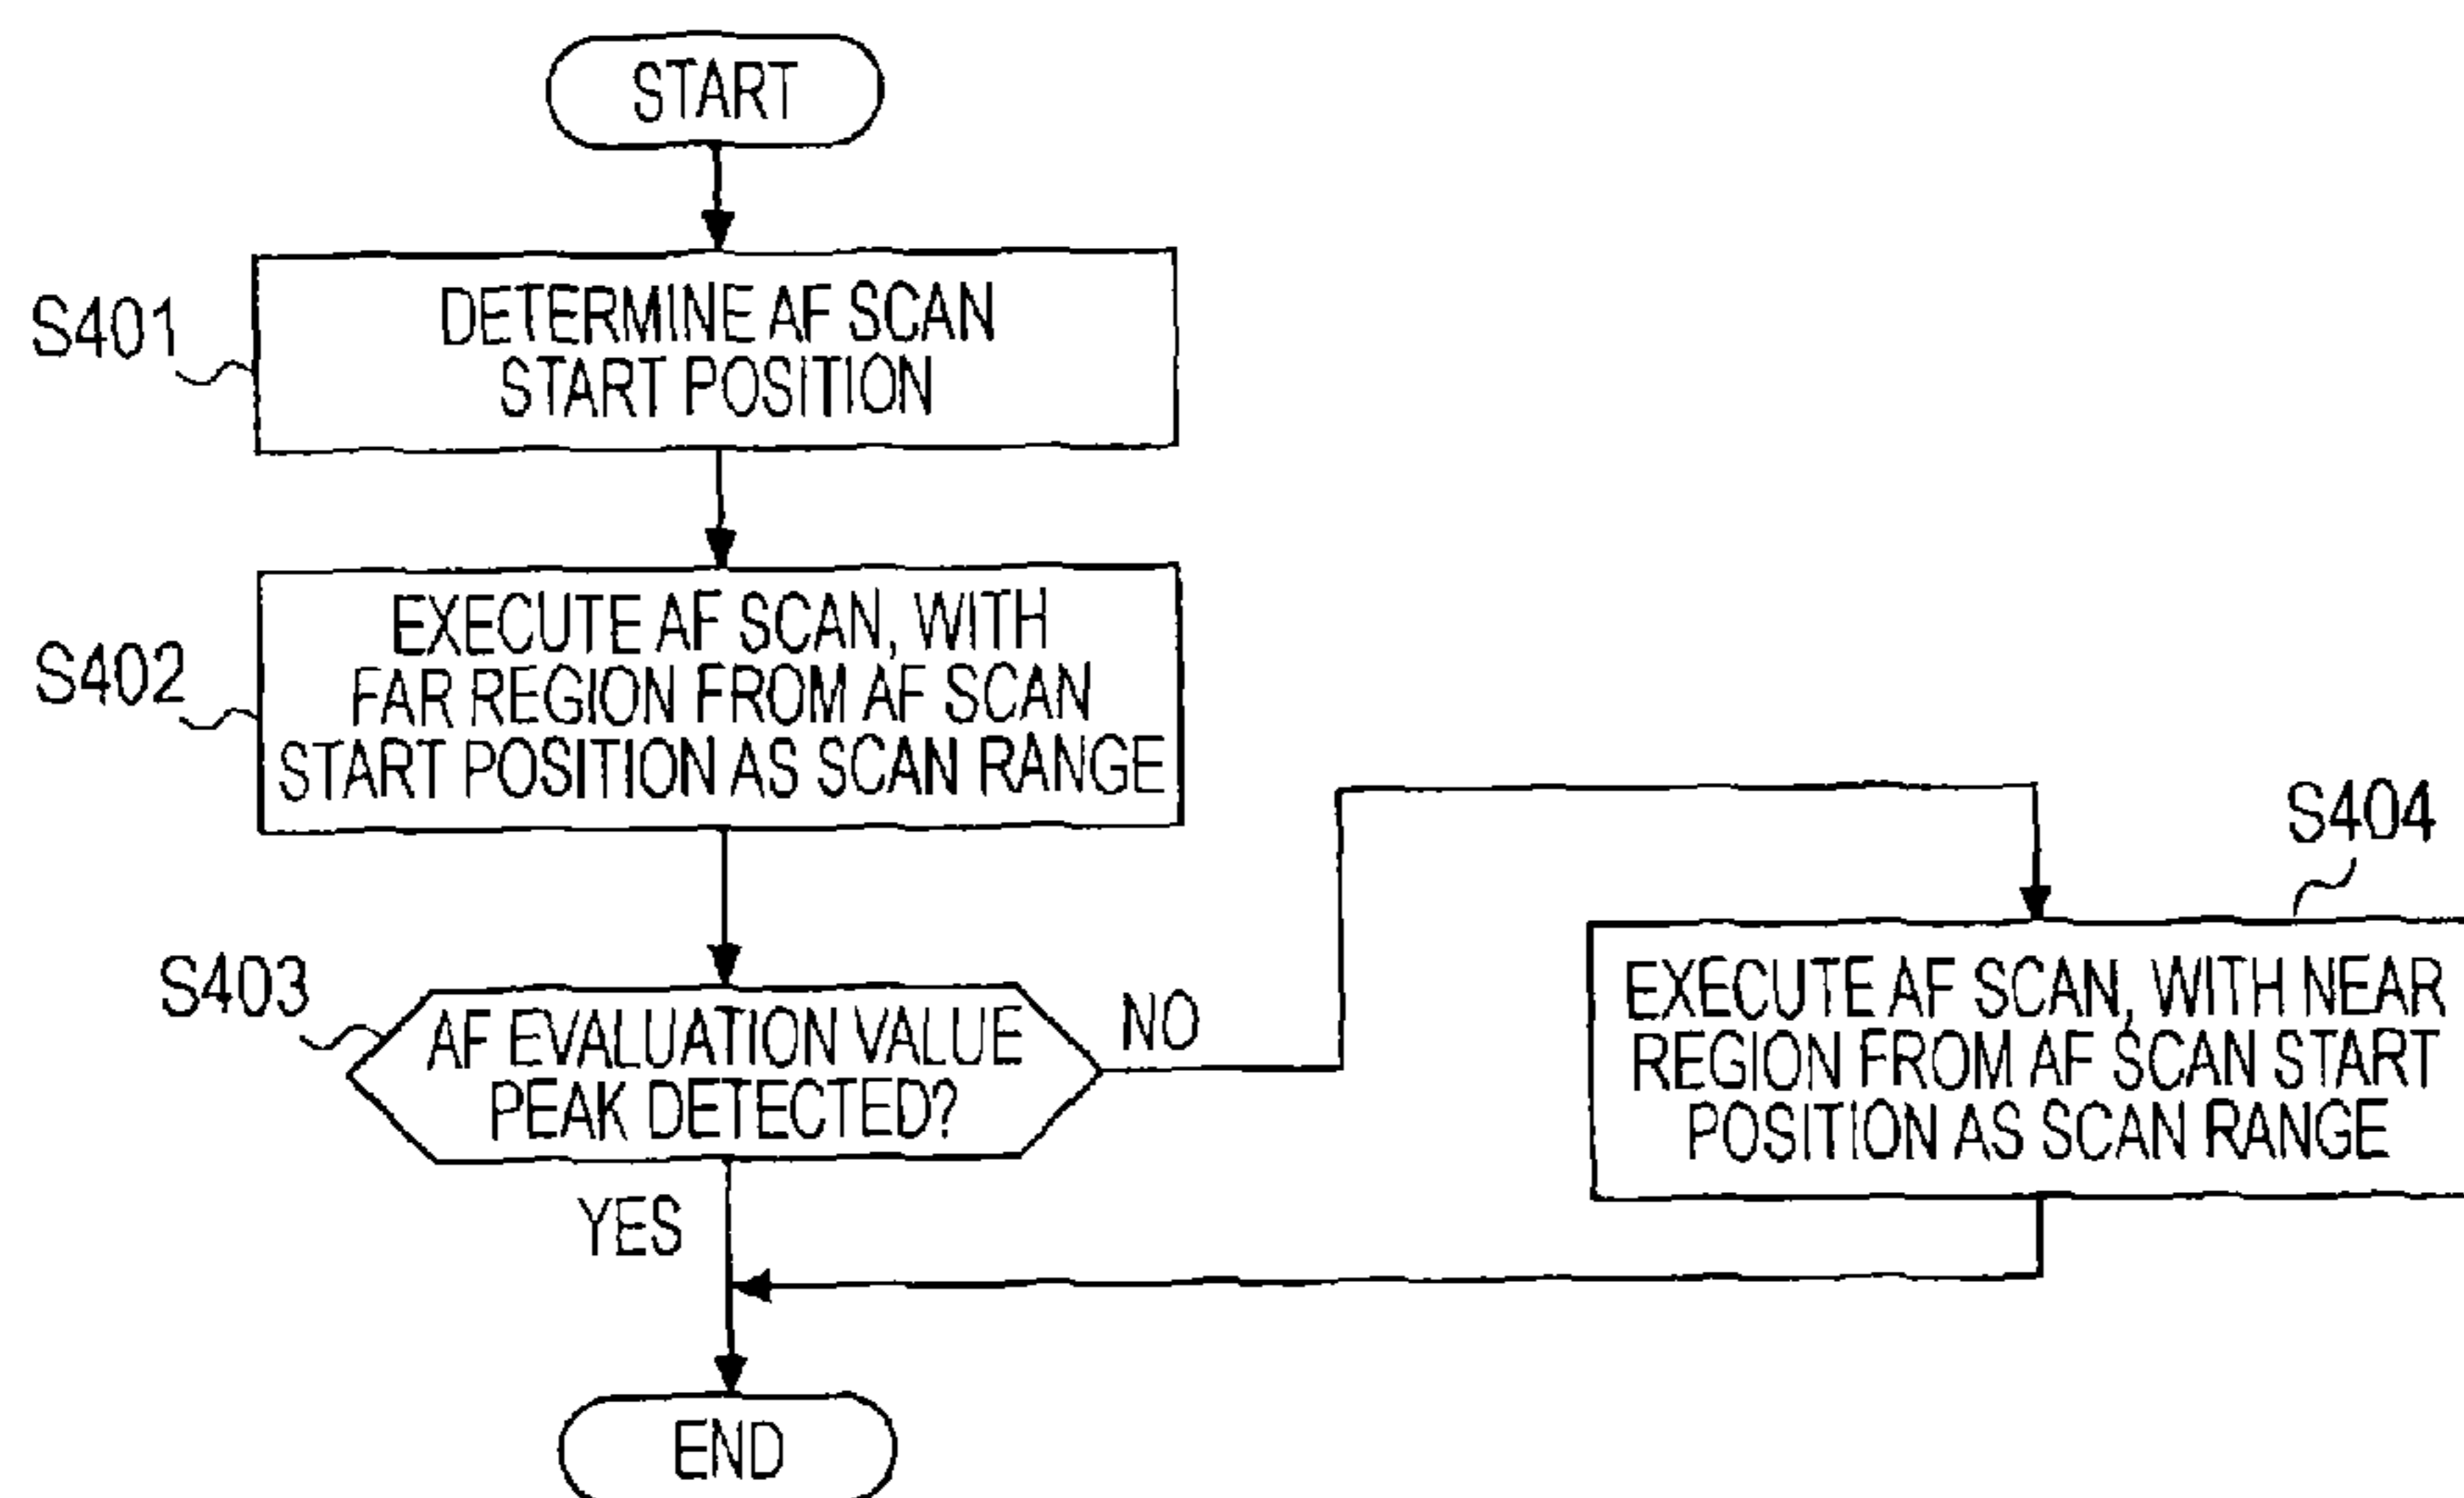 START
S401
DETERMINE AF SCAN
START POSITION
S402
EXECUTE AF SCAN, WITH
FAR REGION FROM AF SCAN
START POSITION AS SCAN RANGE
S403
AF EVALUATION VALUE
PEAK DETECTED?
NO
YES
S404
EXECUTE AF SCAN, WITH NEAR
REGION FROM AF SCAN START
POSITION AS SCAN RANGE
END